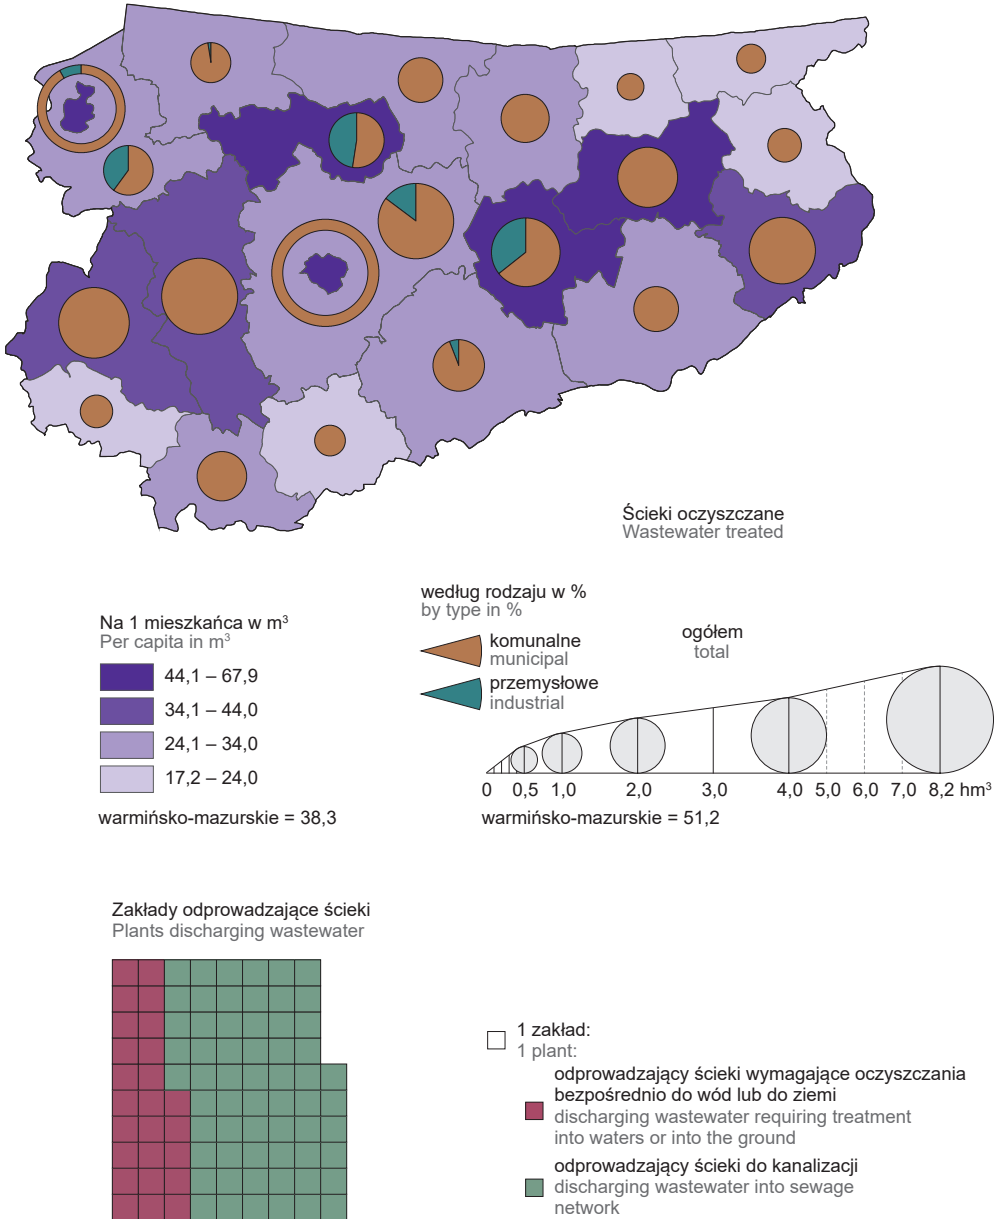 Ścieki oczyszczane
Wastewater treated
Na 1 mieszkańca w m³
Per capita in m³
44,1 – 67,9
34,1 – 44,0
24,1 – 34,0
17,2 – 24,0
warmińsko-mazurskie = 38,3
według rodzaju w %
by type in %
komunalne
municipal
przemysłowe
industrial
ogółem
total
0 0,5 1,0 2,0 3,0 4,0 5,0 6,0 7,0 8,2 hm³
warmińsko-mazurskie = 51,2
Zakłady odprowadzające ścieki
Plants discharging wastewater
1 zakład:
1 plant:
odprowadzający ścieki wymagające oczyszczania
bezpośrednio do wód lub do ziemi
discharging wastewater requiring treatment
into waters or into the ground
odprowadzający ścieki do kanalizacji
discharging wastewater into sewage
network